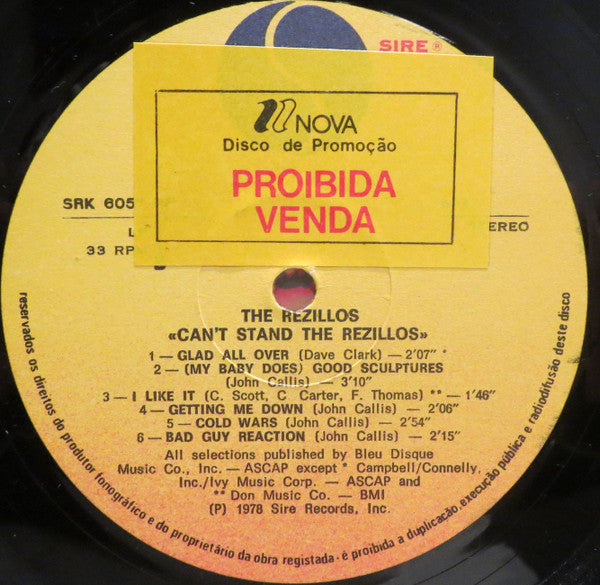 SIRE ®
NOVA
Disco de Promoção
PROIBIDA
VENDA
SRK 605
EREO
33 RP
THE REZILLOS
«CAN'T STAND THE REZILLOS»
1 — GLAD ALL OVER (Dave Clark) — 2'07" *
2 — (MY BABY DOES) GOOD SCULPTURES
(John Callis) — 3'10"
3 — I LIKE IT (C. Scott, C Carter, F. Thomas) ** — 1'46"
4 — GETTING ME DOWN (John Callis) — 2'06"
5 — COLD WARS (John Callis) — 2'54"
6 — BAD GUY REACTION (John Callis) — 2'15"
All selections published by Bleu Disque
Music Co., Inc. — ASCAP except * Campbell/Connelly,
Inc./Ivy Music Corp. — ASCAP and
** Don Music Co. — BMI
(P) 1978 Sire Records, Inc.
reservados os direitos do produtor fonográfico e do proprietário da obra registada · é proibida a duplicação, execução pública e radiodifusão deste disco